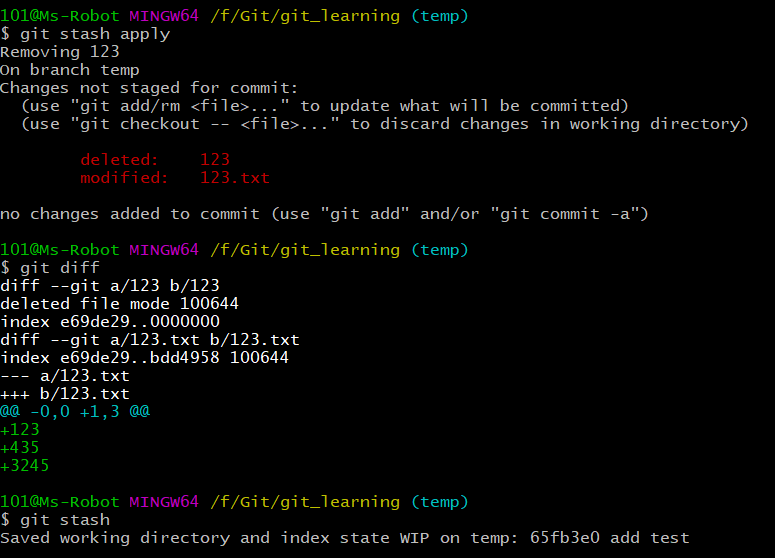 101@Ms-Robot MINGW64 /f/Git/git_learning (temp)
$ git stash apply
Removing 123
On branch temp
Changes not staged for commit:
  (use "git add/rm <file>..." to update what will be committed)
  (use "git checkout -- <file>..." to discard changes in working directory)

        deleted:    123
        modified:   123.txt

no changes added to commit (use "git add" and/or "git commit -a")

101@Ms-Robot MINGW64 /f/Git/git_learning (temp)
$ git diff
diff --git a/123 b/123
deleted file mode 100644
index e69de29..0000000
diff --git a/123.txt b/123.txt
index e69de29..bdd4958 100644
--- a/123.txt
+++ b/123.txt
@@ -0,0 +1,3 @@
+123
+435
+3245

101@Ms-Robot MINGW64 /f/Git/git_learning (temp)
$ git stash
Saved working directory and index state WIP on temp: 65fb3e0 add test